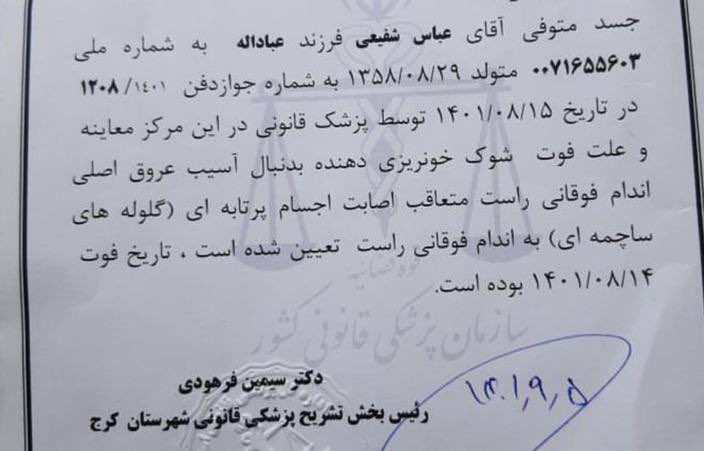 جسد متوفی آقای عباس شفیعی فرزند عباداله به شماره ملی
۰۰۷۱۶۵۵۶۰۳ متولد ۱۳۵۸/۰۸/۲۹ به شماره جوازدفن ۱۴۰۱/ ۱۲۰۸
در تاریخ ۱۴۰۱/۰۸/۱۵ توسط پزشک قانونی در این مرکز معاینه
و علت فوت شوک خونریزی دهنده بدنبال آسیب عروق اصلی
اندام فوقانی راست متعاقب اصابت اجسام پرتابه ای (گلوله های
ساچمه ای) به اندام فوقانی راست تعیین شده است ، تاریخ فوت
۱۴۰۱/۰۸/۱۴ بوده است.
قوه قضائیه
سازمان پزشکی قانونی کشور
دکتر سیمین فرهودی
رئیس بخش تشریح پزشکی قانونی شهرستان کرج
۱۴۰۱٫۹٫۵